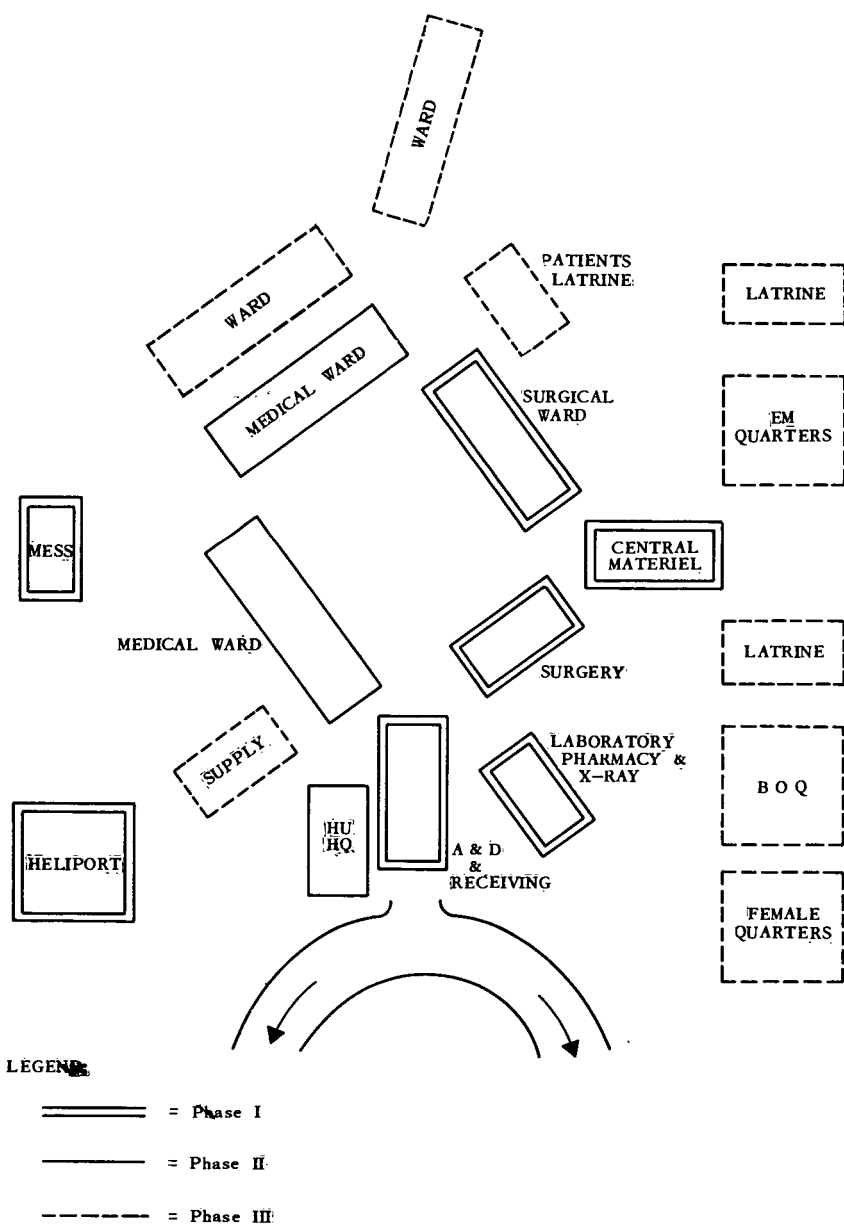 WARD
PATIENTS
LATRINE
LATRINE
WARD
MEDICAL WARD
SURGICAL
WARD
EM
QUARTERS
MESS
CENTRAL
MATERIEL
MEDICAL WARD
SURGERY
LATRINE
SUPPLY
LABORATORY
PHARMACY &
X-RAY
B O Q
HELIPORT
HU
HQ
A & D
&
RECEIVING
FEMALE
QUARTERS
LEGEND:
= Phase I
= Phase II
= Phase III